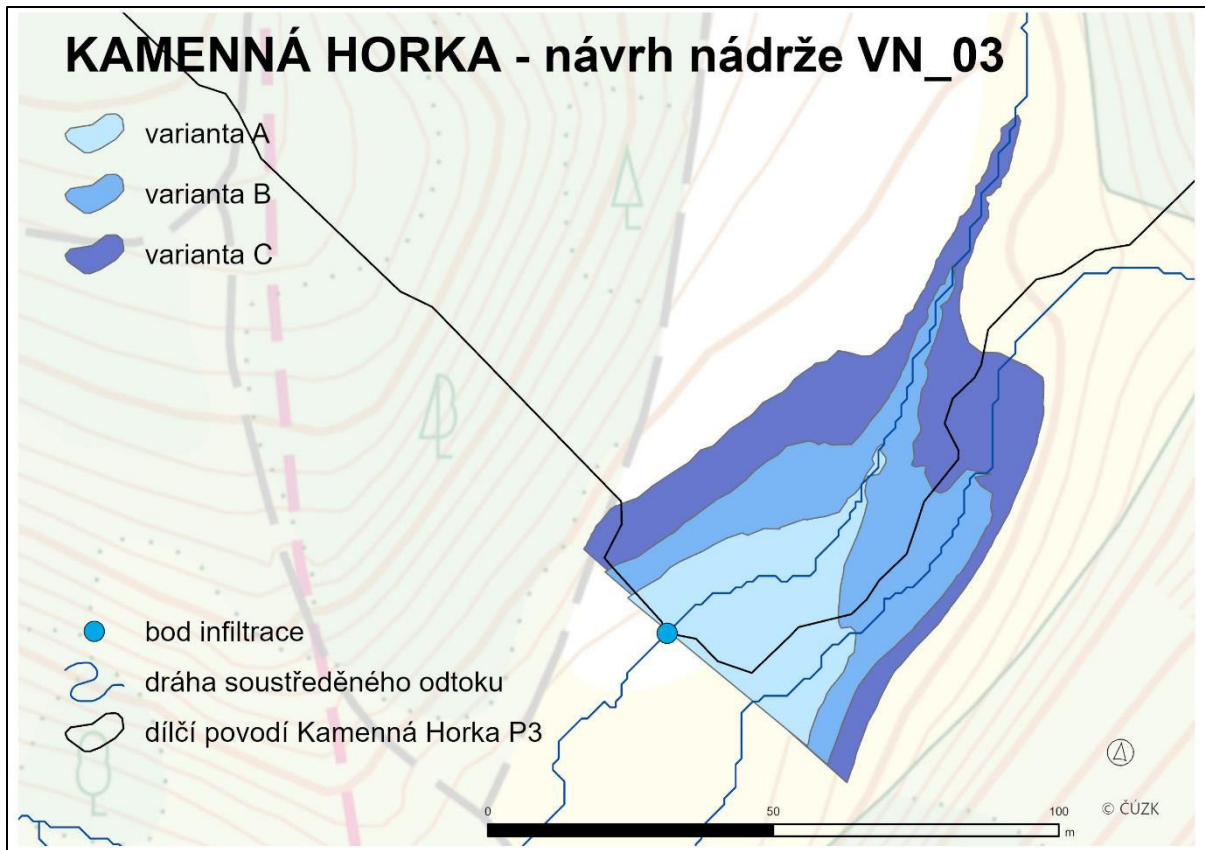 KAMENNÁ HORKA - návrh nádrže VN_03
varianta A
varianta B
varianta C
bod infiltrace
dráha soustředěného odtoku
dílčí povodí Kamenná Horka P3
0 50 100
m
© ČÚZK